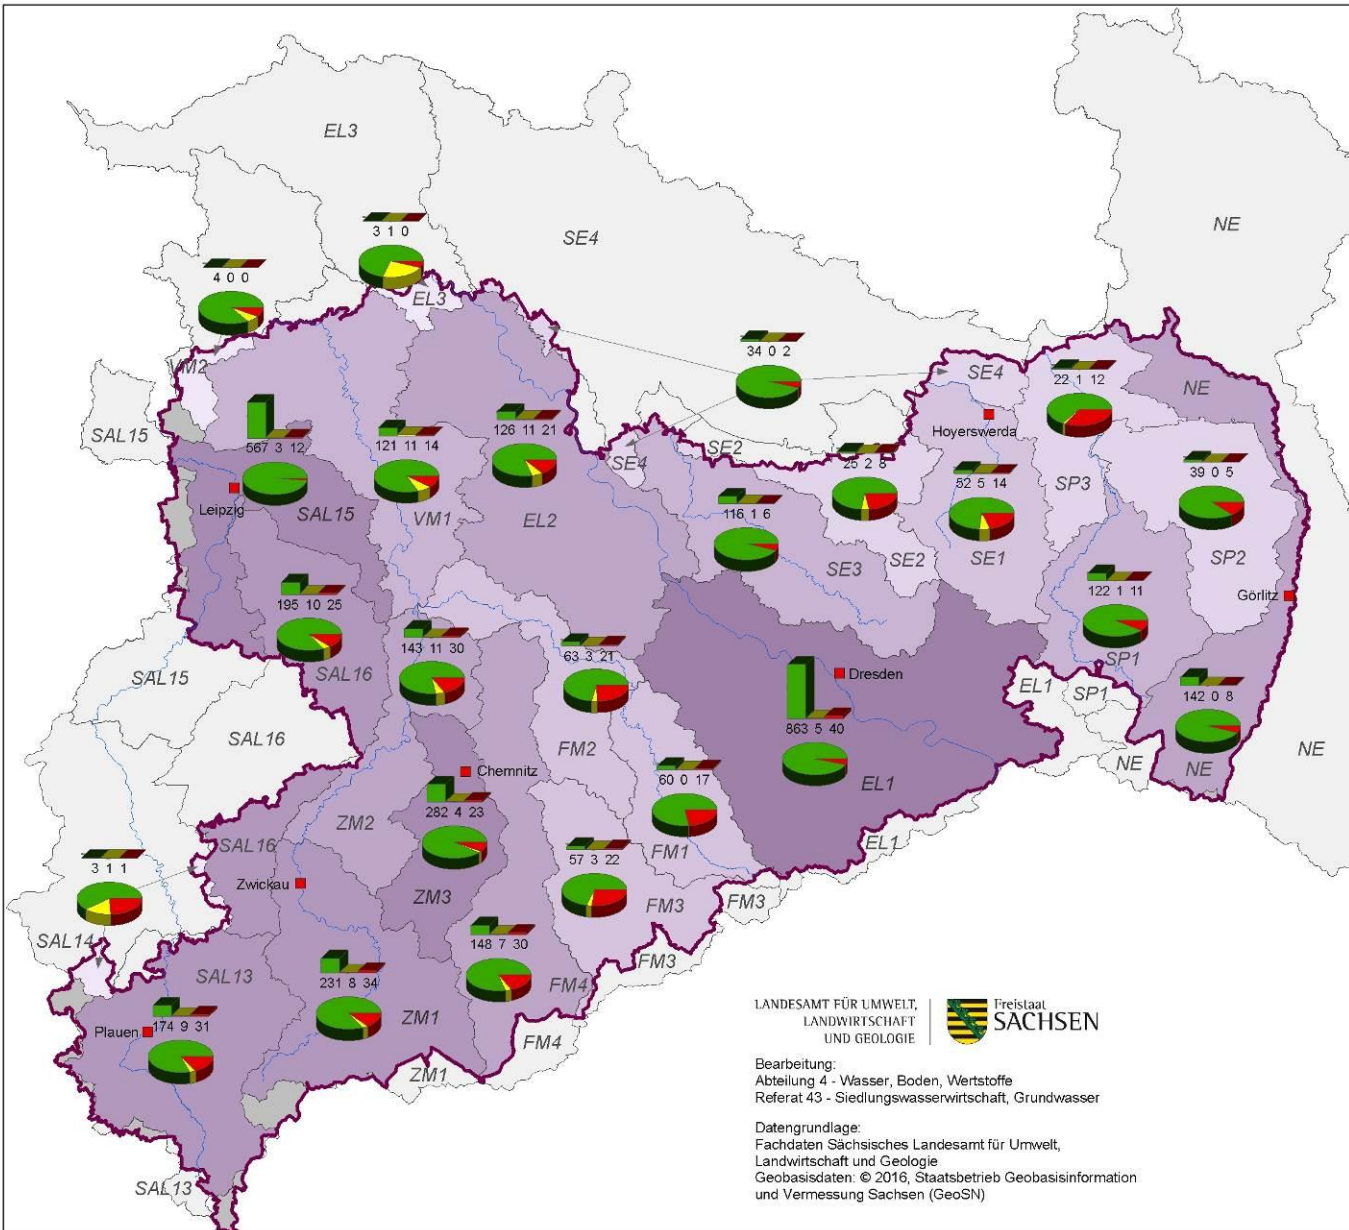 EL3
NE
3 1 0
SE4
4 0 0
EL3
34 0 2
VM2
SE4
22 1 12
NE
SAL15
567 3 12
121 11 14
126 11 21
Hoyerswerda
SE2
SE4
25 2 8
52 5 14
39 0 5
SP3
Leipzig
SAL15
VM1
EL2
116 1 6
SP2
SE2
SE1
SE3
195 10 25
122 1 11
Görlitz
143 11 30
63 3 21
SP1
SAL16
Dresden
SAL15
EL1
SP1
142 0 8
863 5 40
SAL16
FM2
NE
NE
NE
Chemnitz
60 0 17
EL1
282 4 23
ZM2
SAL16
57 3 22
FM1
EL1
3 1 1
Zwickau
ZM3
FM3
FM3
SAL14
148 7 30
FM3
SAL13
231 8 34
FM4
174 9 31
ZM1
Plauen
FM4
ZM1
SAL13
LANDESAMT FÜR UMWELT,
LANDWIRTSCHAFT
UND GEOLOGIE
Freistaat
SACHSEN
Bearbeitung:
Abteilung 4 - Wasser, Boden, Wertstoffe
Referat 43 - Siedlungswasserwirtschaft, Grundwasser
Datengrundlage:
Fachdaten Sächsisches Landesamt für Umwelt,
Landwirtschaft und Geologie
Geobasisdaten: © 2016, Staatsbetrieb Geobasisinformation
und Vermessung Sachsen (GeoSN)